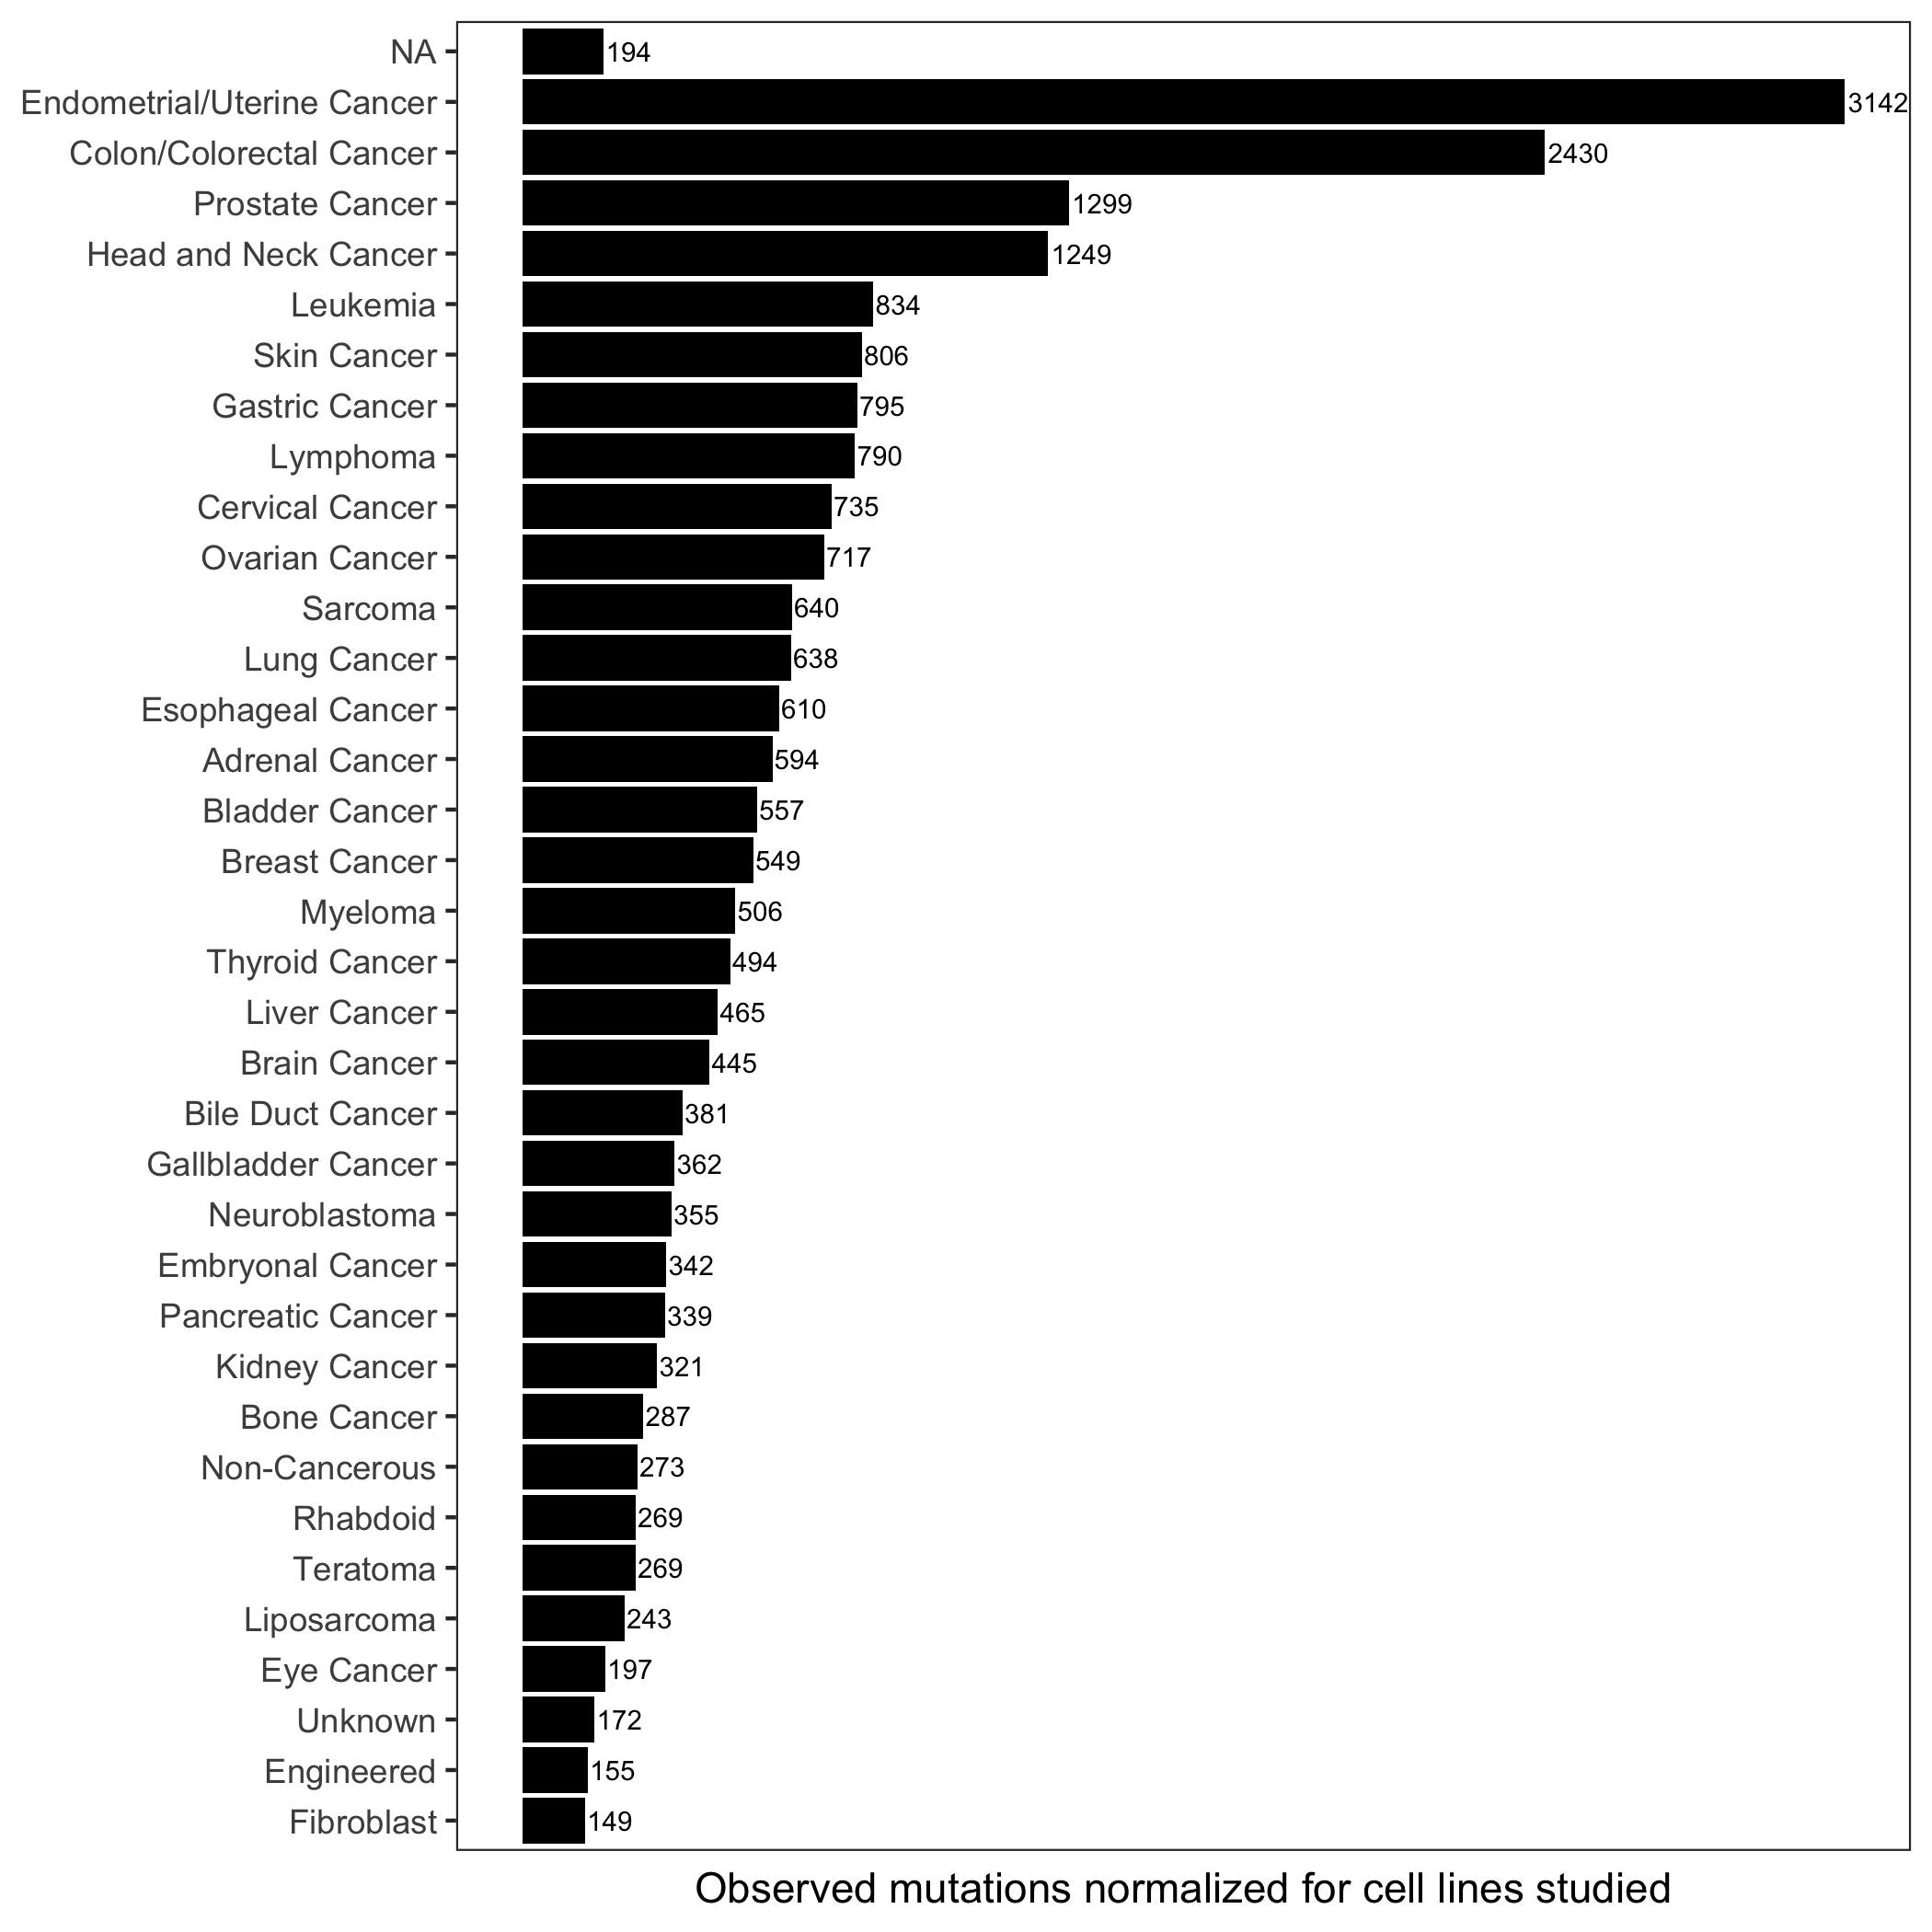 NA 194
Endometrial/Uterine Cancer 3142
Colon/Colorectal Cancer 2430
Prostate Cancer 1299
Head and Neck Cancer 1249
Leukemia 834
Skin Cancer 806
Gastric Cancer 795
Lymphoma 790
Cervical Cancer 735
Ovarian Cancer 717
Sarcoma 640
Lung Cancer 638
Esophageal Cancer 610
Adrenal Cancer 594
Bladder Cancer 557
Breast Cancer 549
Myeloma 506
Thyroid Cancer 494
Liver Cancer 465
Brain Cancer 445
Bile Duct Cancer 381
Gallbladder Cancer 362
Neuroblastoma 355
Embryonal Cancer 342
Pancreatic Cancer 339
Kidney Cancer 321
Bone Cancer 287
Non-Cancerous 273
Rhabdoid 269
Teratoma 269
Liposarcoma 243
Eye Cancer 197
Unknown 172
Engineered 155
Fibroblast 149
Observed mutations normalized for cell lines studied